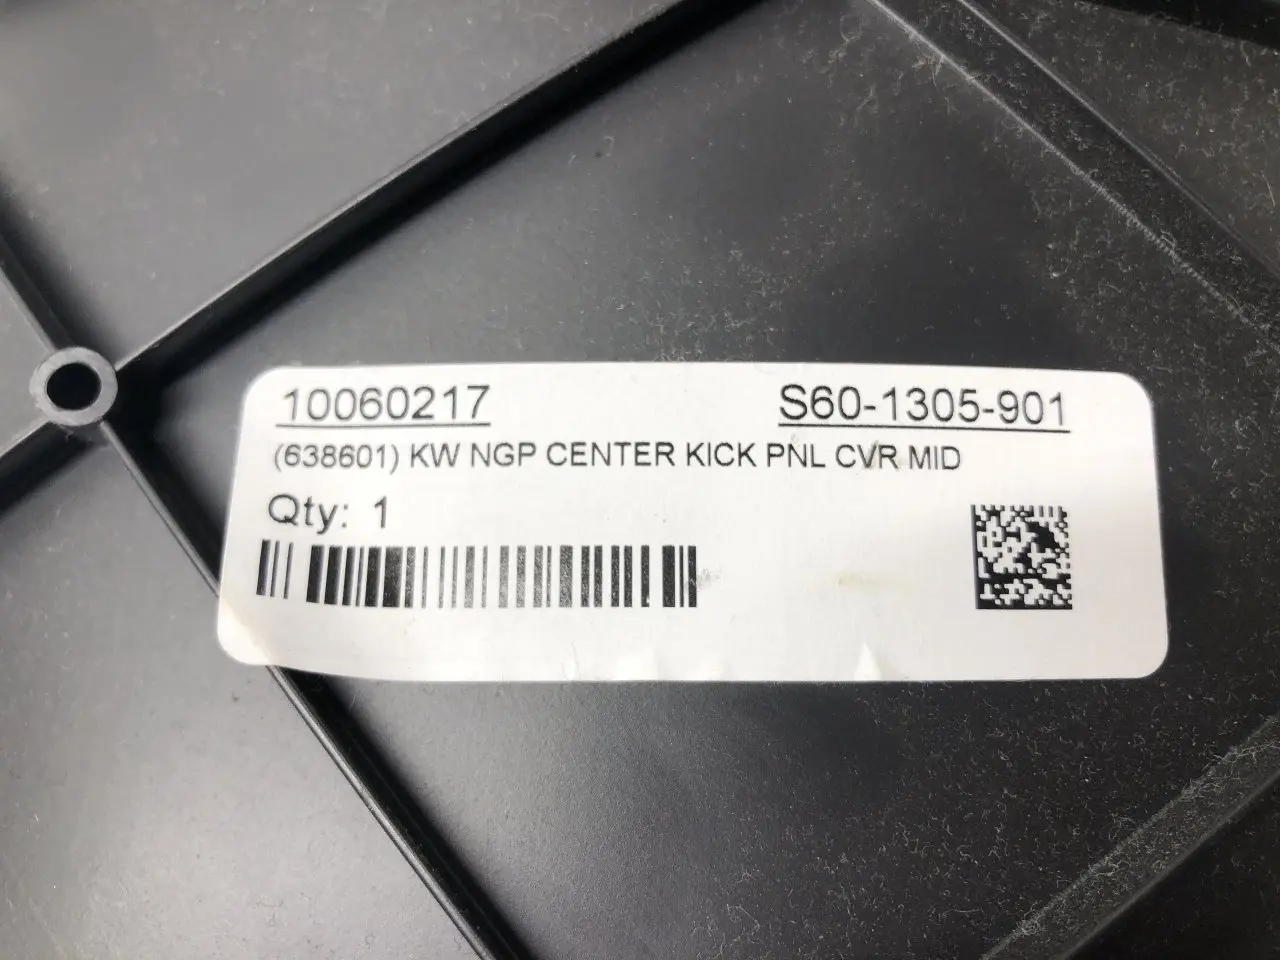 10060217 S60-1305-901
(638601) KW NGP CENTER KICK PNL CVR MID
Qty: 1